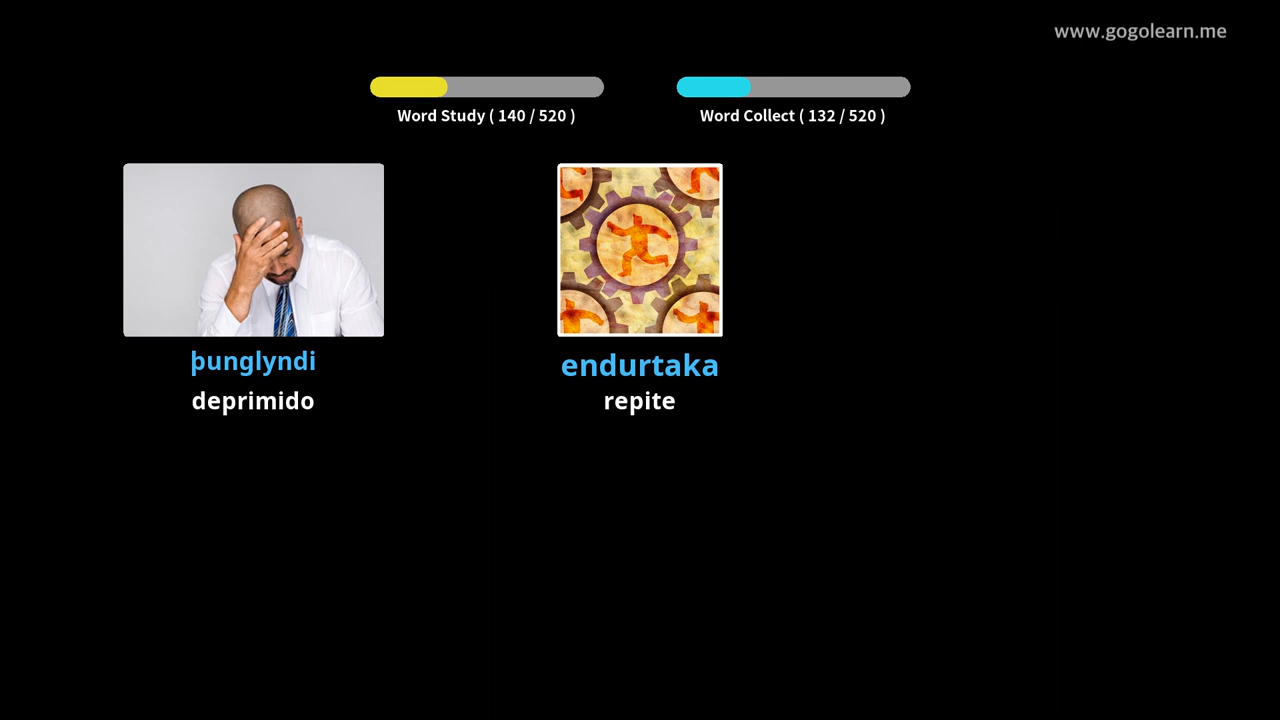 www.gogolearn.me
Word Study ( 140 / 520 )
Word Collect ( 132 / 520 )
þunglyndi
deprimido
endurtaka
repite